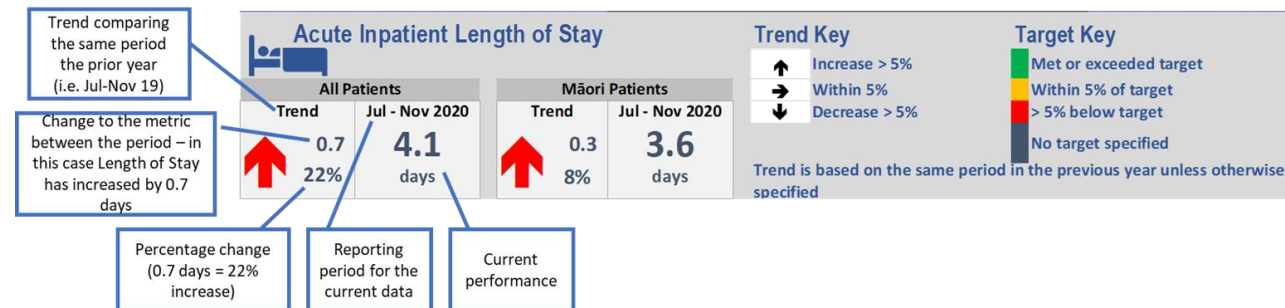 Trend comparing
the same period
the prior year
(i.e. Jul-Nov 19)
Change to the metric
between the period – in
this case Length of Stay
has increased by 0.7
days
Percentage change
(0.7 days = 22%
increase)
Reporting
period for the
current data
Current
performance
Acute Inpatient Length of Stay
All Patients
Trend
Jul - Nov 2020
0.7
22%
4.1
days
Māori Patients
Trend
Jul - Nov 2020
0.3
8%
3.6
days
Trend Key
Increase > 5%
Within 5%
Decrease > 5%
Target Key
Met or exceeded target
Within 5% of target
> 5% below target
No target specified
Trend is based on the same period in the previous year unless otherwise
specified